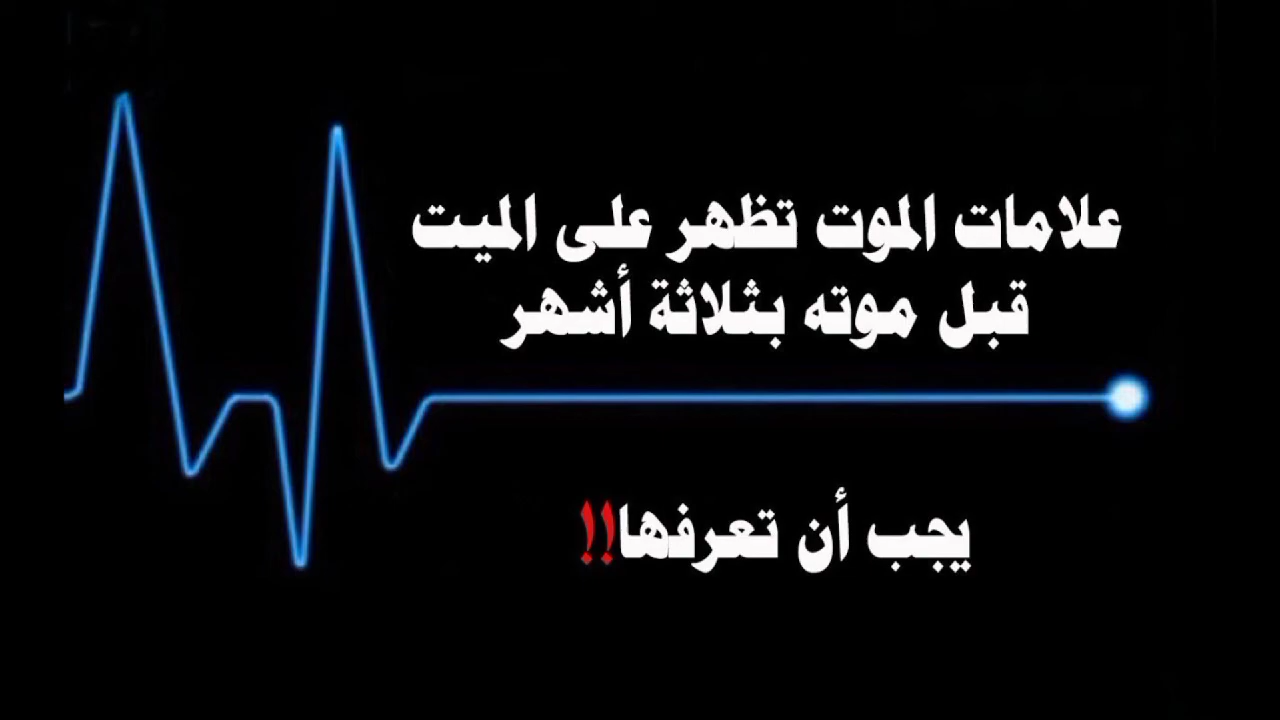 علامات الموت تظهر على الميت
قبل موته بثلاثة أشهر
يجب أن تعرفها!!